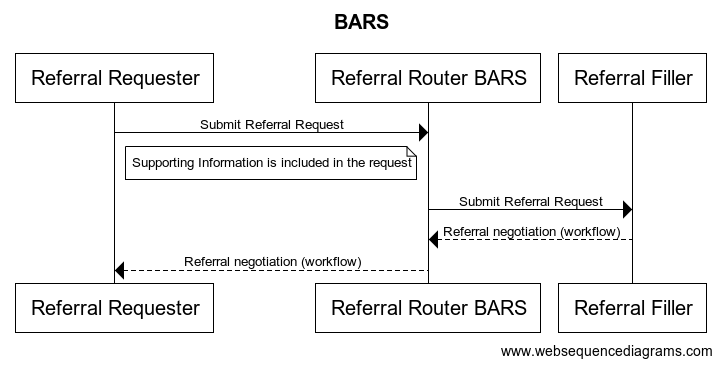 BARS
Referral Requester
Referral Router BARS
Referral Filler
Submit Referral Request
Supporting Information is included in the request
Submit Referral Request
Referral negotiation (workflow)
Referral negotiation (workflow)
Referral Requester
Referral Router BARS
Referral Filler
www.websequencediagrams.com